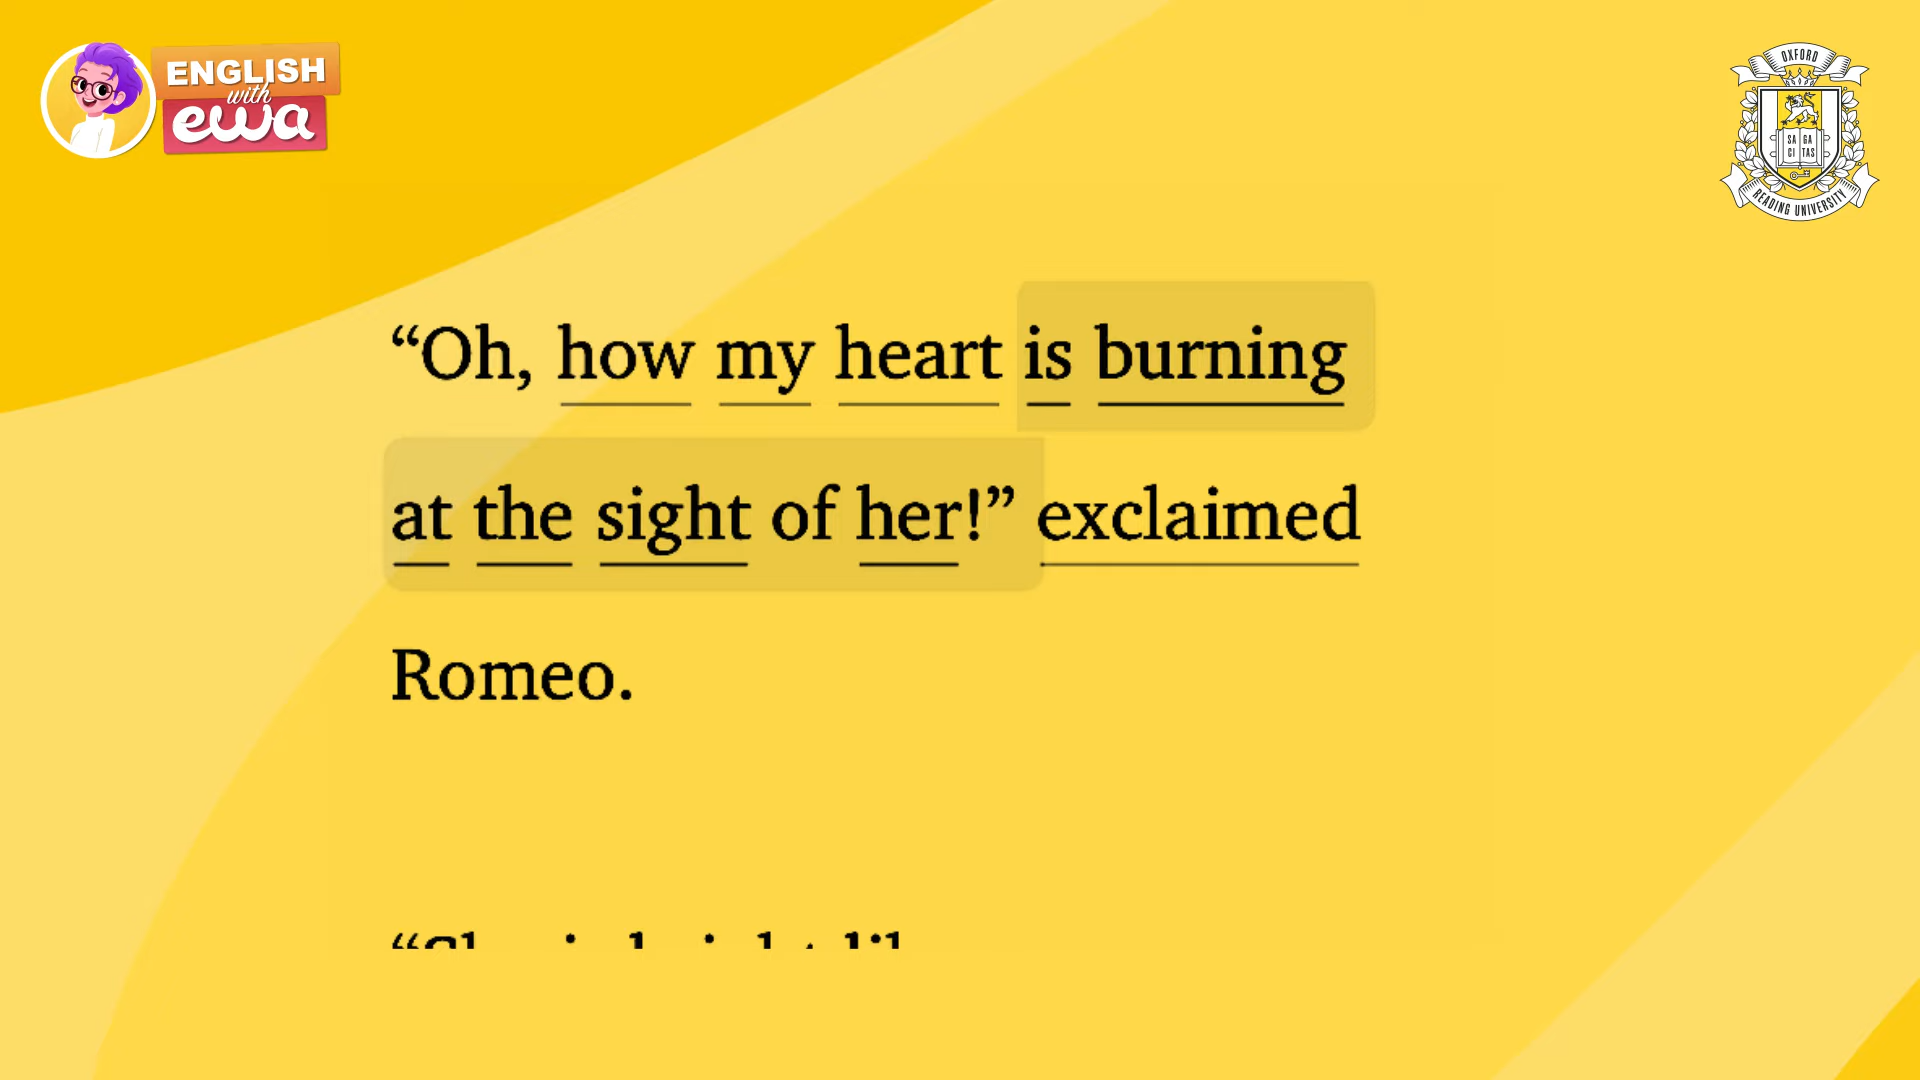 ENGLISH
with
ewa
OXFORD
SA GA
CI TAS
READING UNIVERSITY
“Oh, how my heart is burning
at the sight of her!” exclaimed
Romeo.